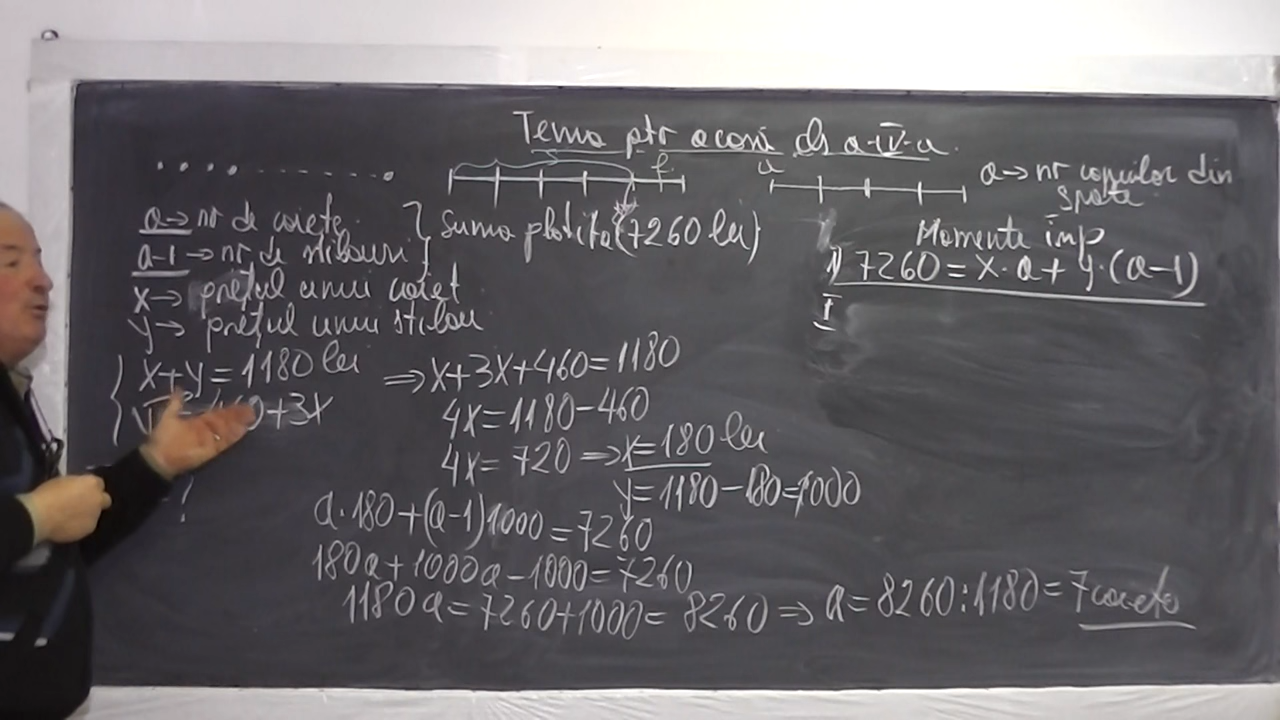 Tema ptr acasă cls a-IV-a
a
a→ nr copiilor din
spate
a→ nr de caiete
a-1 → nr de stilouri
} Suma plătită (7260 lei)
Momente imp
1) 7260 = x·a + y·(a-1)
I
x→ prețul unui caiet
y→ prețul unui stilou
x+y=1180 lei
⇒ x+3x+460=1180
+3x
4x=1180-460
4x= 720 ⇒ x=180 lei
y=1180-180=1000
?
a·180+(a-1)1000=7260
180a+1000a-1000=7260
1180a=7260+1000=8260 ⇒ a=8260:1180=7 caiete